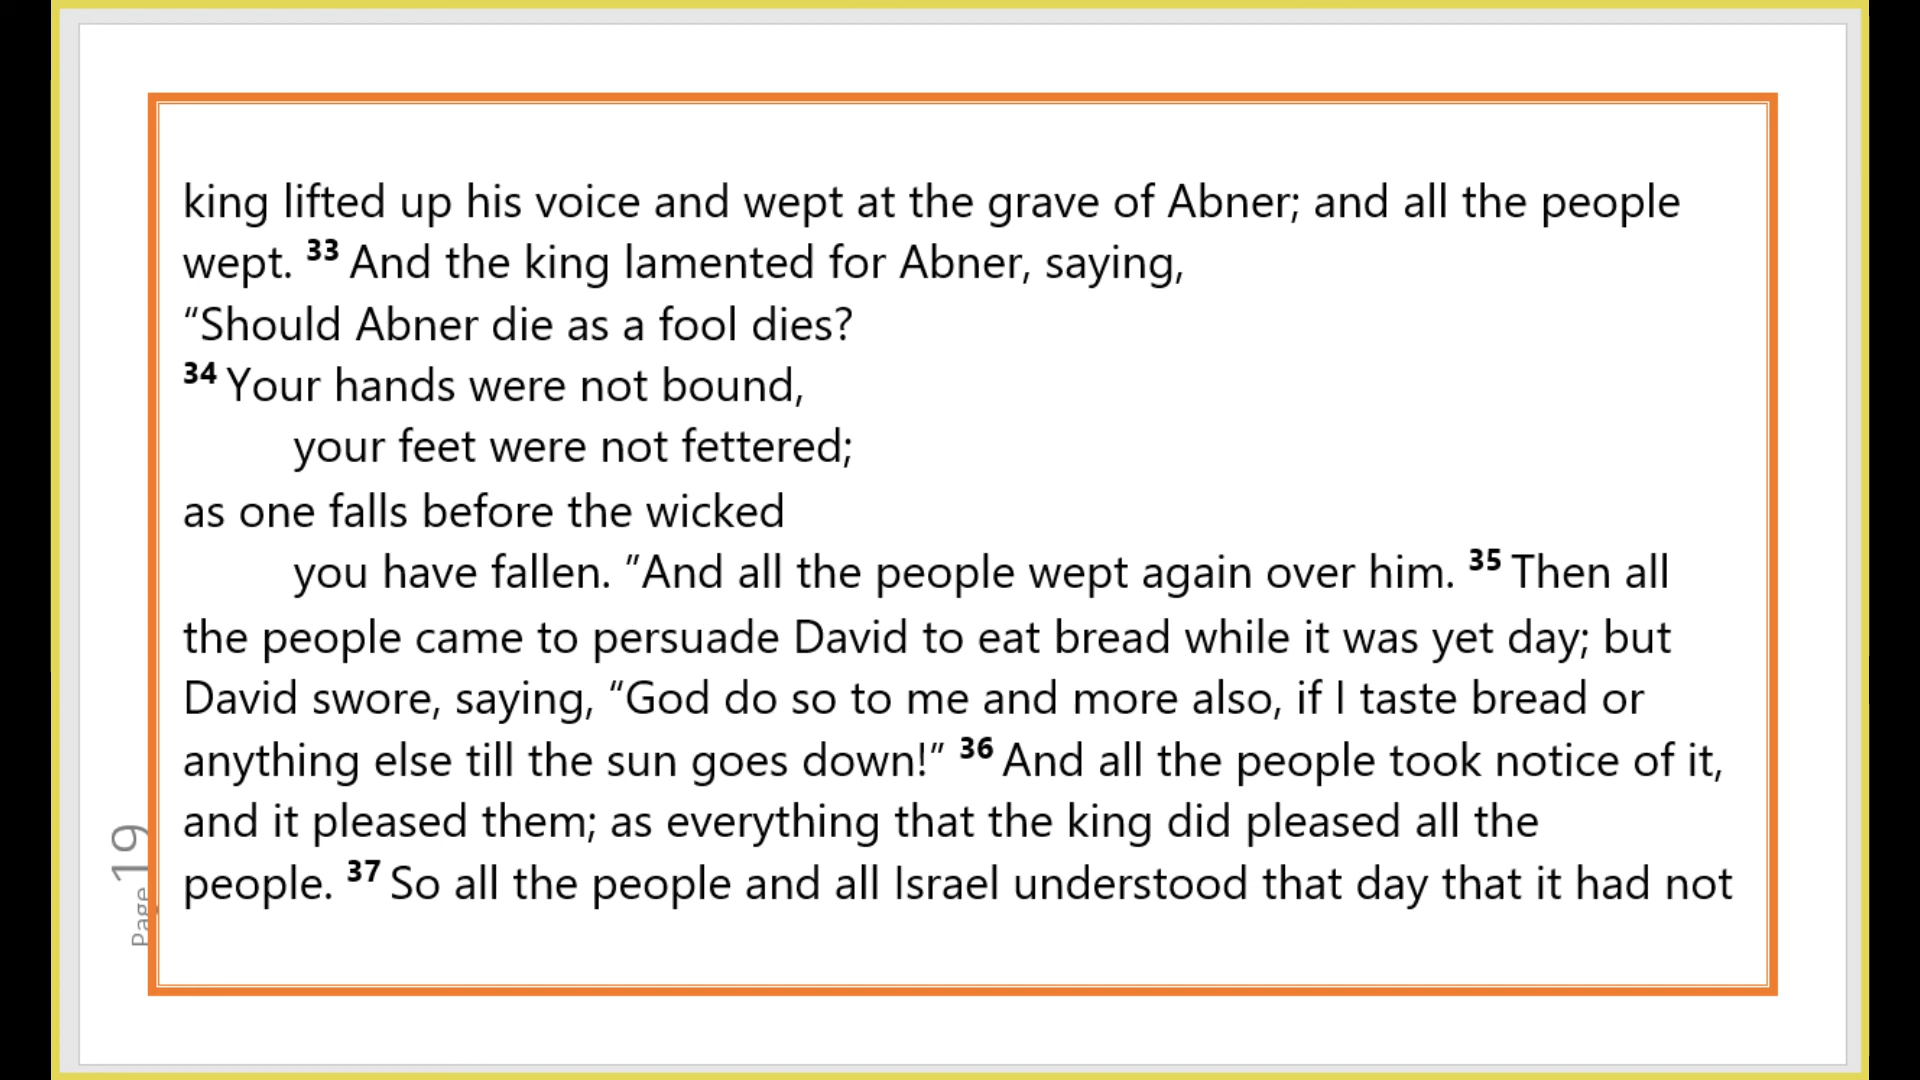 king lifted up his voice and wept at the grave of Abner; and all the people
wept. 33 And the king lamented for Abner, saying,
“Should Abner die as a fool dies?
34 Your hands were not bound,
your feet were not fettered;
as one falls before the wicked
you have fallen. ”And all the people wept again over him. 35 Then all
the people came to persuade David to eat bread while it was yet day; but
David swore, saying, “God do so to me and more also, if I taste bread or
anything else till the sun goes down!” 36 And all the people took notice of it,
and it pleased them; as everything that the king did pleased all the
people. 37 So all the people and all Israel understood that day that it had not
Page 19